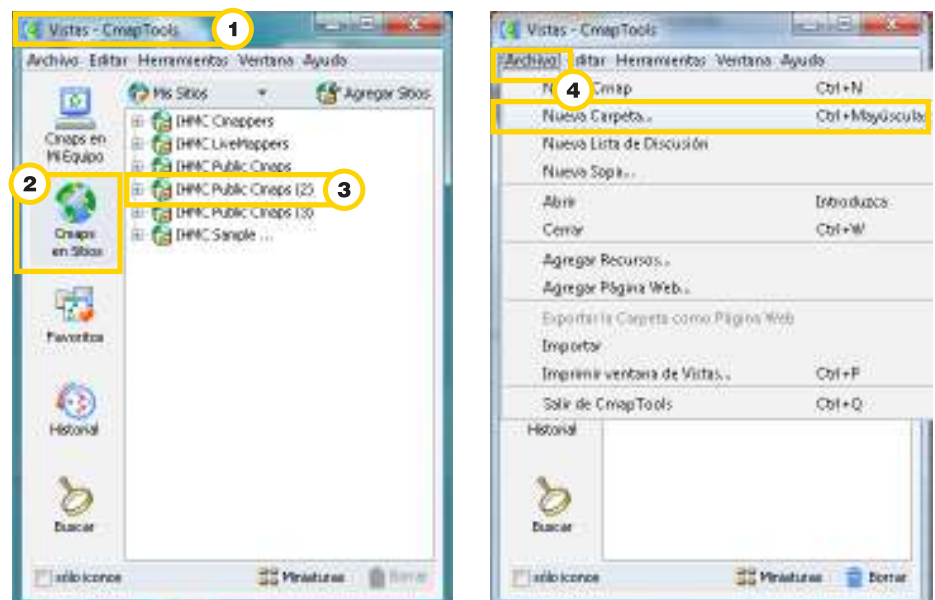 Vistas - CmapTools
1
Archivo Editar Herramientas Ventana Ayuda
Mis Sitios
Agregar Sitios
Cmaps en
Mi Equipo
IHMC Cmappers
IHMC LiveMappers
IHMC Public Cmaps
2
IHMC Public Cmaps (2)
3
IHMC Public Cmaps (3)
IHMC Sample ...
Cmaps
en Sitios
Favoritos
Historial
Buscar
sólo iconos
Miniaturas
Borrar
Vistas - CmapTools
Archivo Editar Herramientas Ventana Ayuda
4
Cmap Ctrl+N
Nueva Carpeta... Ctrl+Mayúsculas
Nueva Lista de Discusión
Nueva Sopa...
Abrir Introduzca
Cerrar Ctrl+W
Agregar Recursos...
Agregar Página Web...
Exportar la Carpeta como Página Web
Importar
Imprimir ventana de Vistas... Ctrl+P
Salir de CmapTools Ctrl+Q
Historial
Buscar
sólo iconos
Miniaturas
Borrar